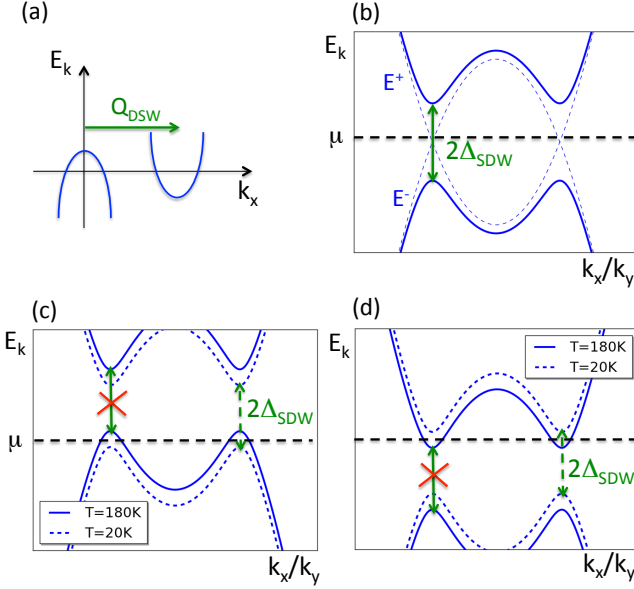 (a)
E_k
Q_DSW
k_x
(b)
E_k
E^+
μ
2Δ_SDW
E^-
k_x/k_y
(c)
E_k
2Δ_SDW
μ
T=180K
T=20K
k_x/k_y
(d)
E_k
T=180K
T=20K
μ
2Δ_SDW
k_x/k_y